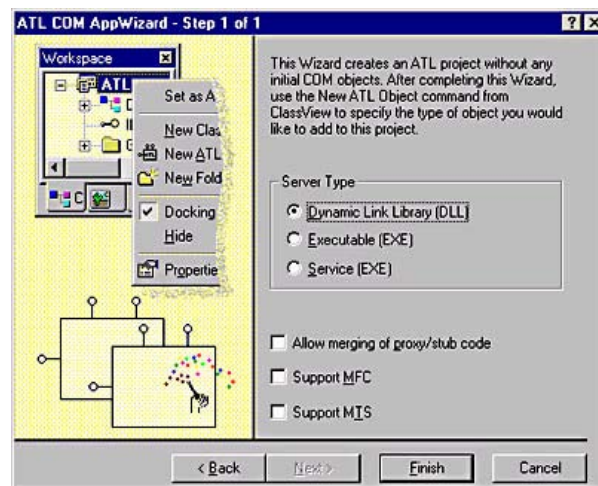 ATL COM AppWizard - Step 1 of 1
Workspace
ATL
Set as A
New Clas
New ATL
New Fold
Docking
Hide
Propertie
This Wizard creates an ATL project without any
initial COM objects. After completing this Wizard,
use the New ATL Object command from
ClassView to specify the type of object you would
like to add to this project.
Server Type
Dynamic Link Library (DLL)
Executable (EXE)
Service (EXE)
Allow merging of proxy/stub code
Support MFC
Support MTS
< Back
Next >
Finish
Cancel